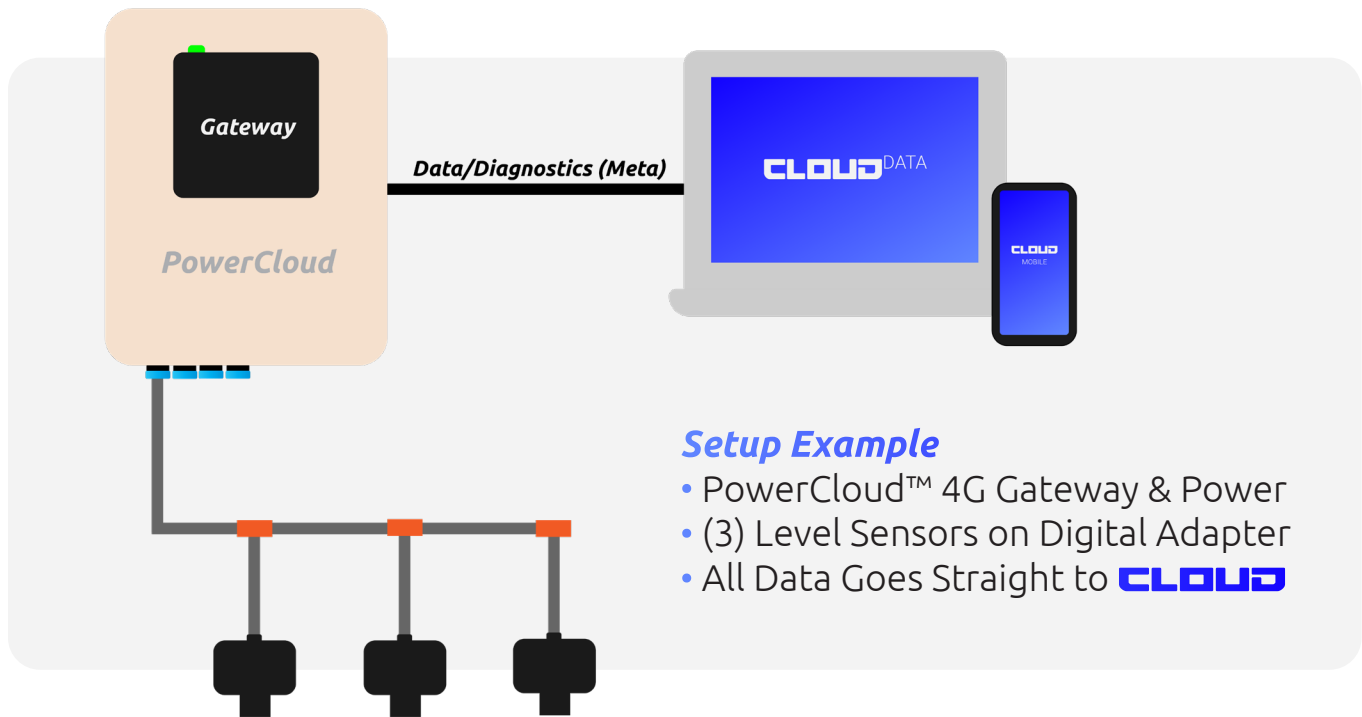 Gateway
Data/Diagnostics (Meta)
CLOUD DATA
PowerCloud
CLOUD
MOBILE
Setup Example
• PowerCloud™ 4G Gateway & Power
• (3) Level Sensors on Digital Adapter
• All Data Goes Straight to CLOUD